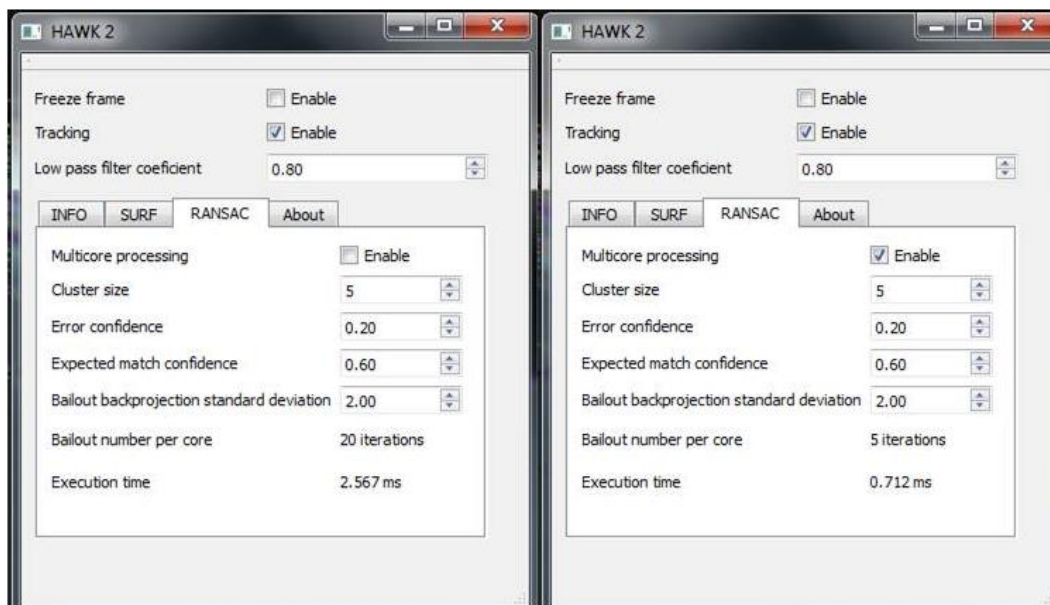 HAWK 2
Freeze frame Enable
Tracking Enable
Low pass filter coeficient 0.80
INFO SURF RANSAC About
Multicore processing Enable
Cluster size 5
Error confidence 0.20
Expected match confidence 0.60
Bailout backprojection standard deviation 2.00
Bailout number per core 20 iterations
Execution time 2.567 ms
HAWK 2
Freeze frame Enable
Tracking Enable
Low pass filter coeficient 0.80
INFO SURF RANSAC About
Multicore processing Enable
Cluster size 5
Error confidence 0.20
Expected match confidence 0.60
Bailout backprojection standard deviation 2.00
Bailout number per core 5 iterations
Execution time 0.712 ms